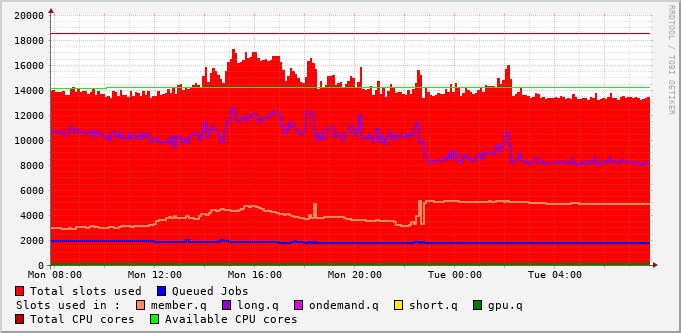 20000
18000
16000
14000
12000
10000
8000
6000
4000
2000
0
Mon 08:00 Mon 12:00 Mon 16:00 Mon 20:00 Tue 00:00 Tue 04:00
RRDTOOL / TOBI OETIKER
Total slots used Queued Jobs
Slots used in : member.q long.q ondemand.q short.q gpu.q
Total CPU cores Available CPU cores